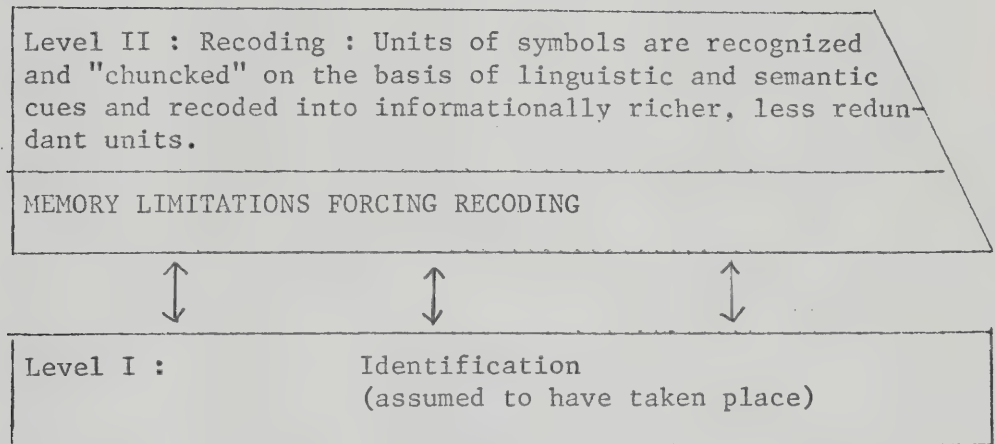 Level II : Recoding : Units of symbols are recognized
and "chuncked" on the basis of linguistic and semantic
cues and recoded into informationally richer, less redun-
dant units.
MEMORY LIMITATIONS FORCING RECODING
Level I : Identification
(assumed to have taken place)